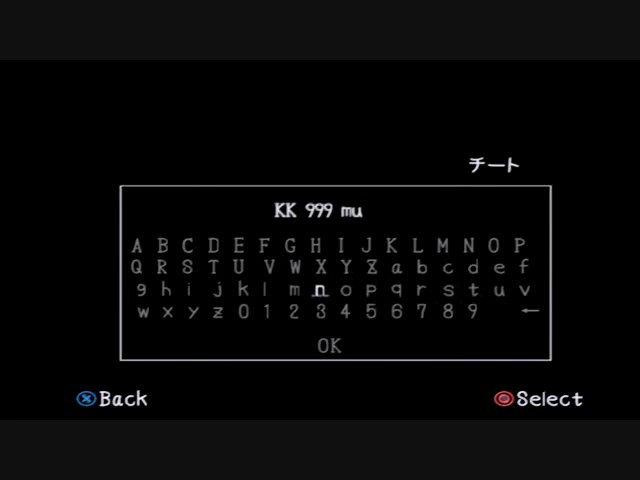 チート
KK 999 mu
A B C D E F G H I J K L M N O P
Q R S T U V W X Y Z a b c d e f
g h i j k l m n o p q r s t u v
w x y z 0 1 2 3 4 5 6 7 8 9 ←
OK
Back Select